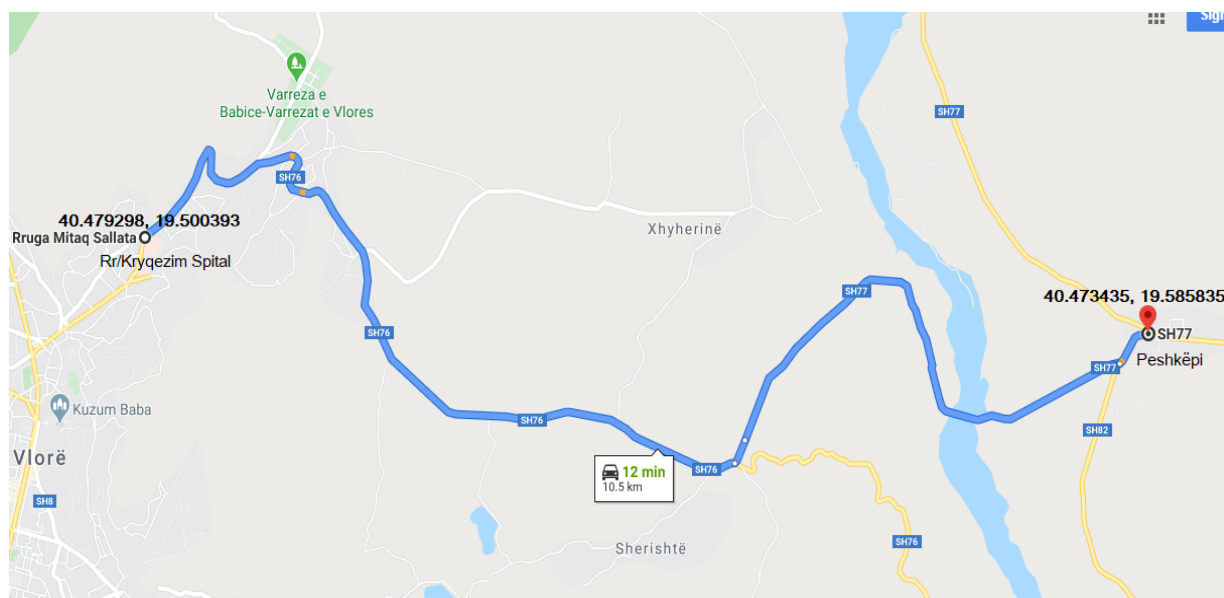 Sign
SH77
Varreza e
Babice-Varrezat e Vlores
SH76
40.479298, 19.500393
Rruga Mitaq Sallata
Rr/Kryqezim Spital
Xhyherinë
SH77
40.473435, 19.585835
SH77
SH76
Peshkëpi
SH77
Kuzum Baba
SH76
SH82
Vlorë
SH76
12 min
10.5 km
SH8
SH76
Sherishtë